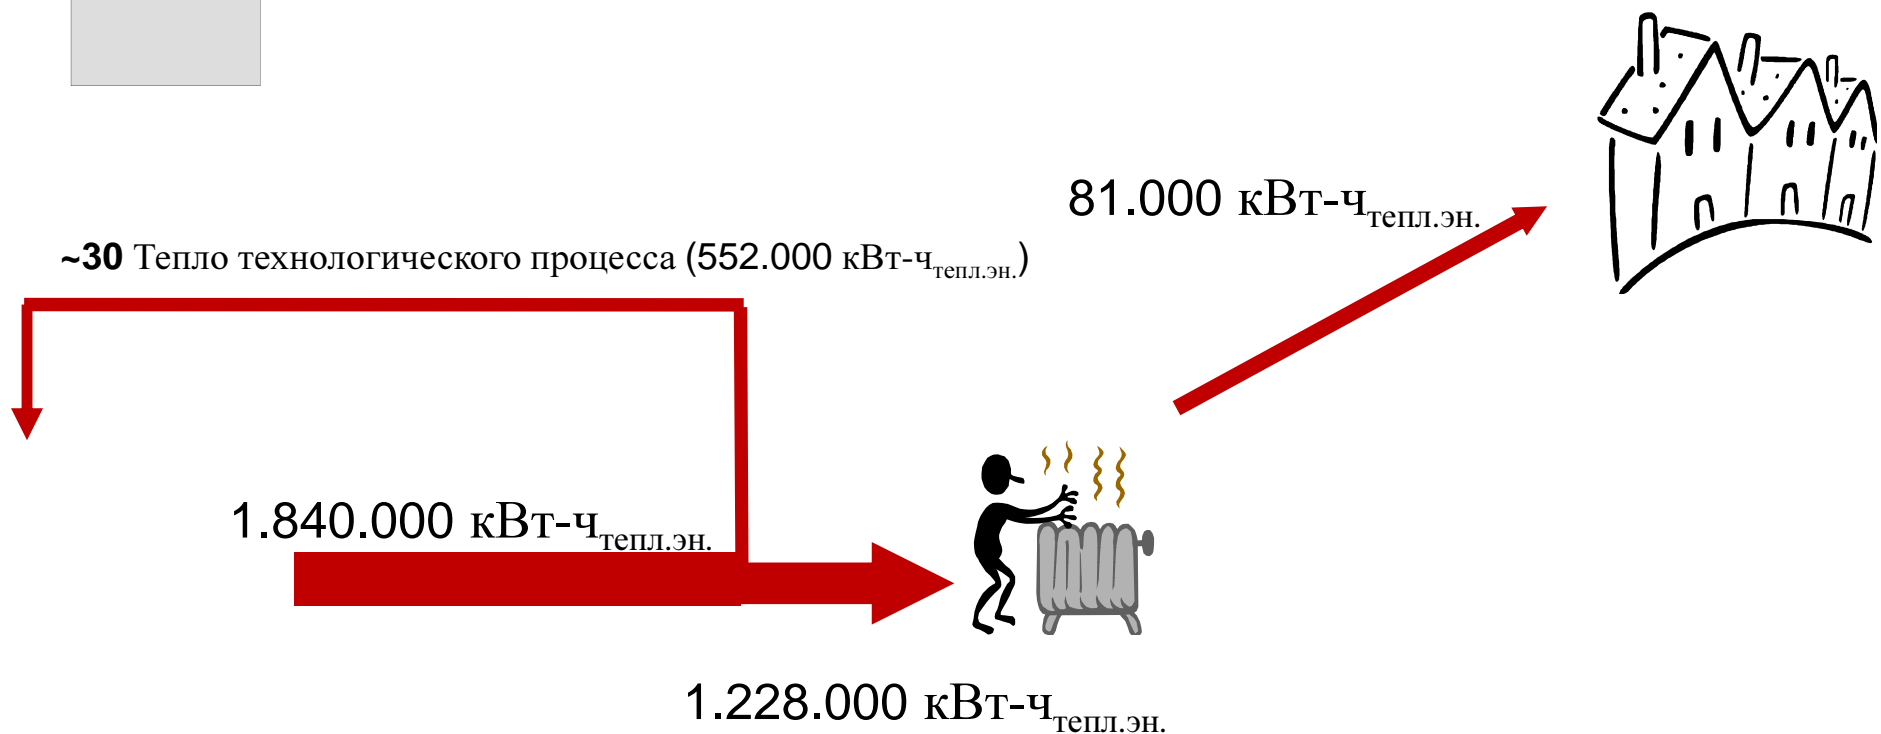 81.000 кВт-чтепл.эн.
~30 Тепло технологического процесса (552.000 кВт-чтепл.эн.)
1.840.000 кВт-чтепл.эн.
1.228.000 кВт-чтепл.эн.